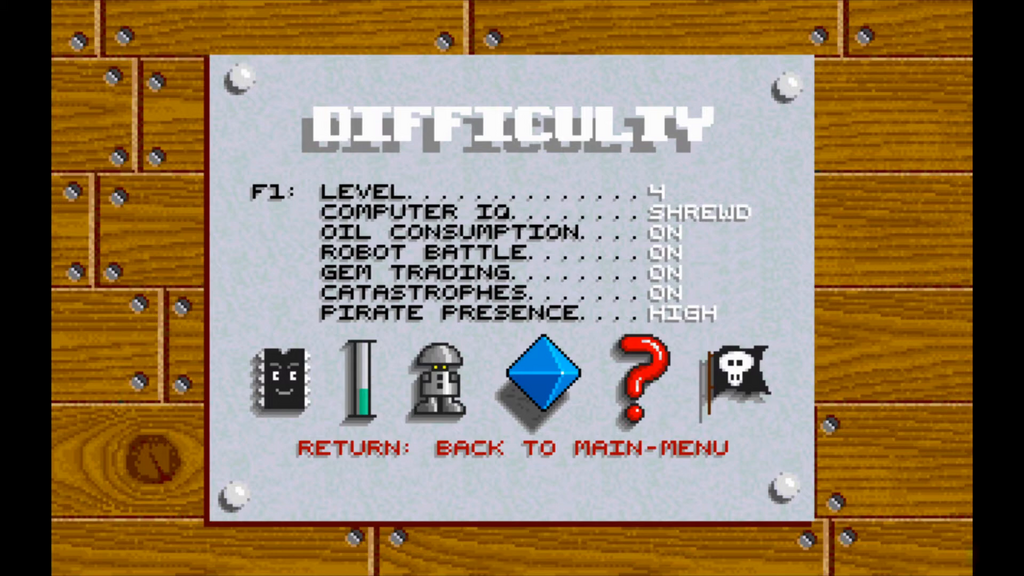 DIFFICULTY
F1: LEVEL.............. 4
COMPUTER IQ........ SHREWD
OIL CONSUMPTION.... ON
ROBOT BATTLE....... ON
GEM TRADING........ ON
CATASTROPHES....... ON
PIRATE PRESENCE.... HIGH
RETURN: BACK TO MAIN-MENU